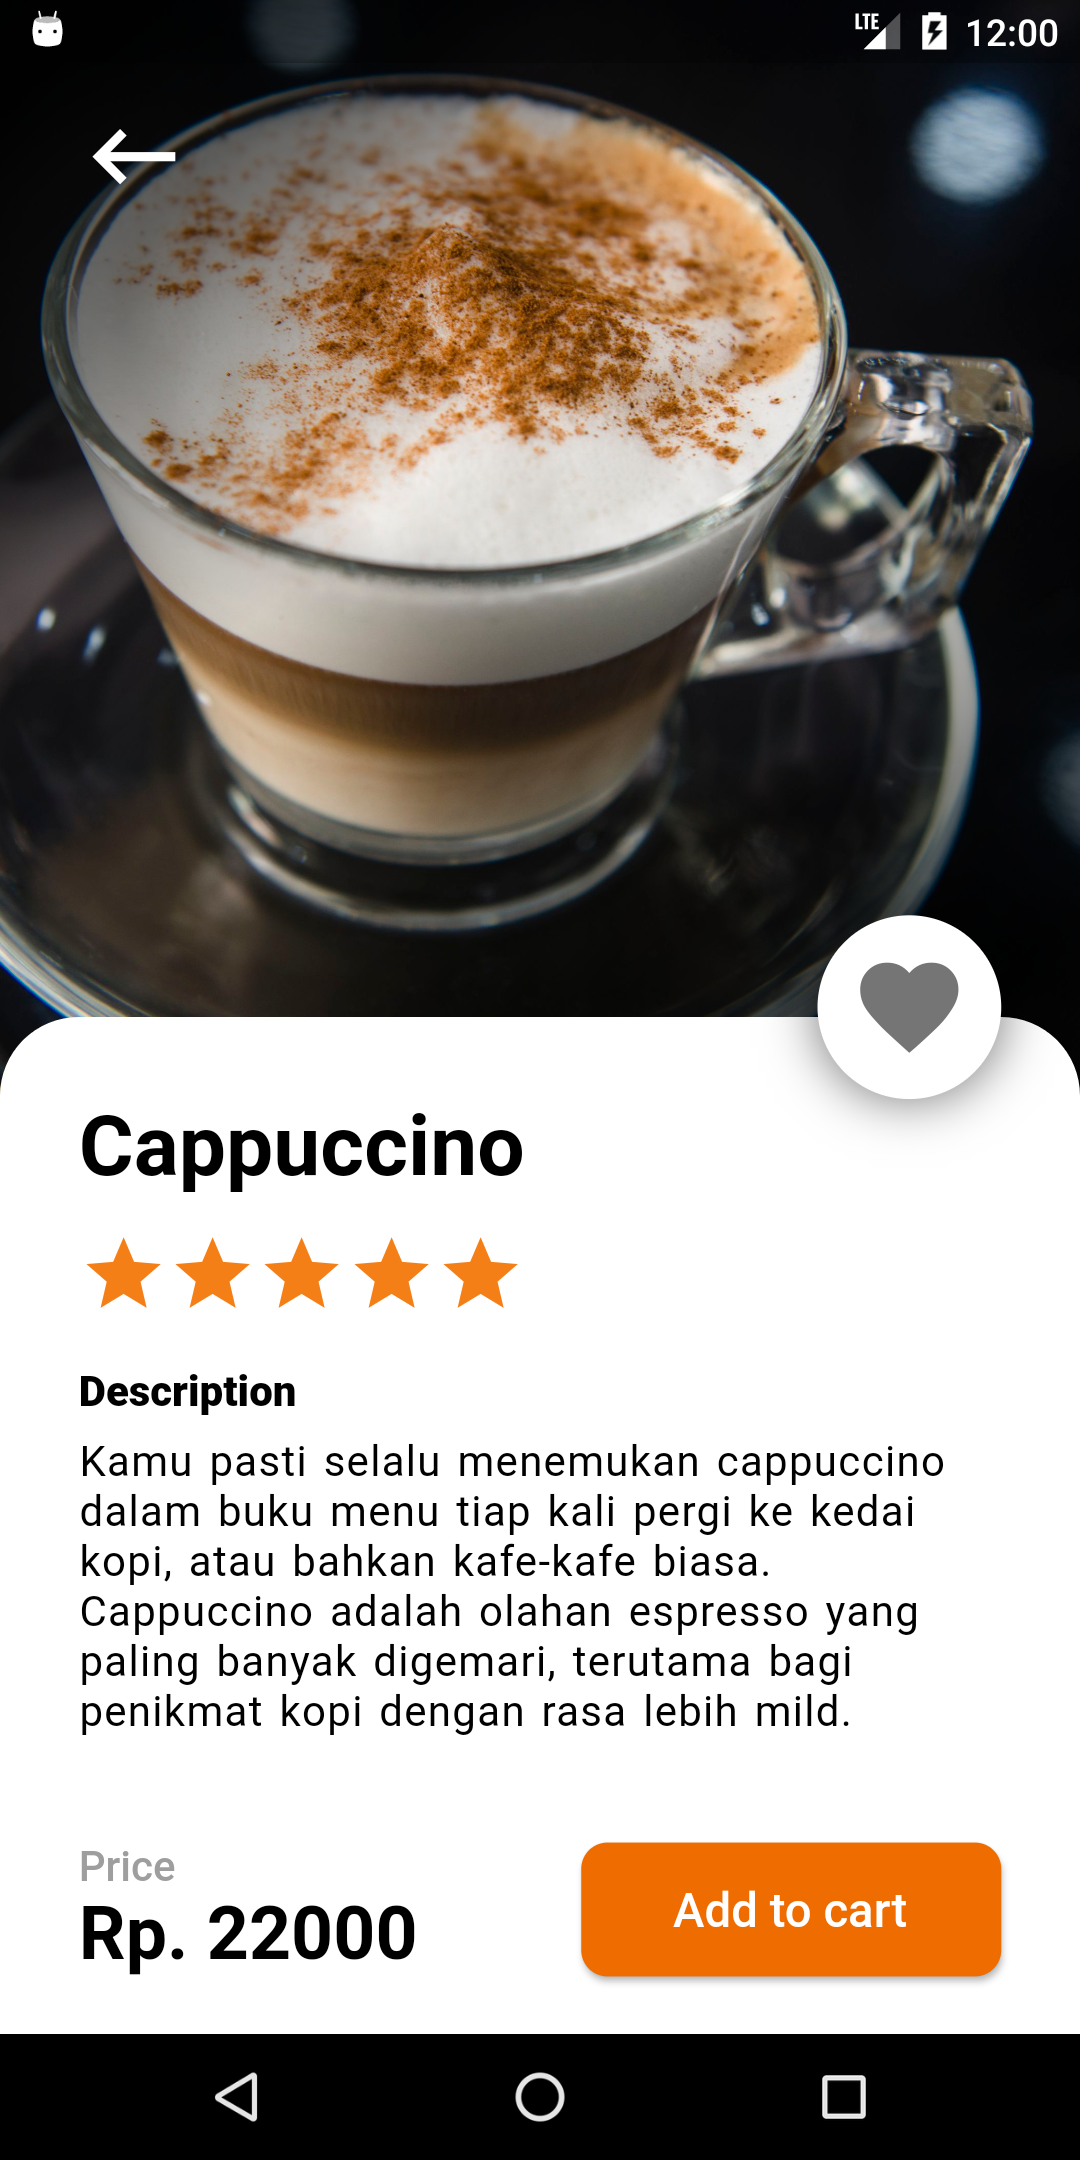 LTE 12:00
Cappuccino
Description
Kamu pasti selalu menemukan cappuccino
dalam buku menu tiap kali pergi ke kedai
kopi, atau bahkan kafe-kafe biasa.
Cappuccino adalah olahan espresso yang
paling banyak digemari, terutama bagi
penikmat kopi dengan rasa lebih mild.
Price
Rp. 22000
Add to cart